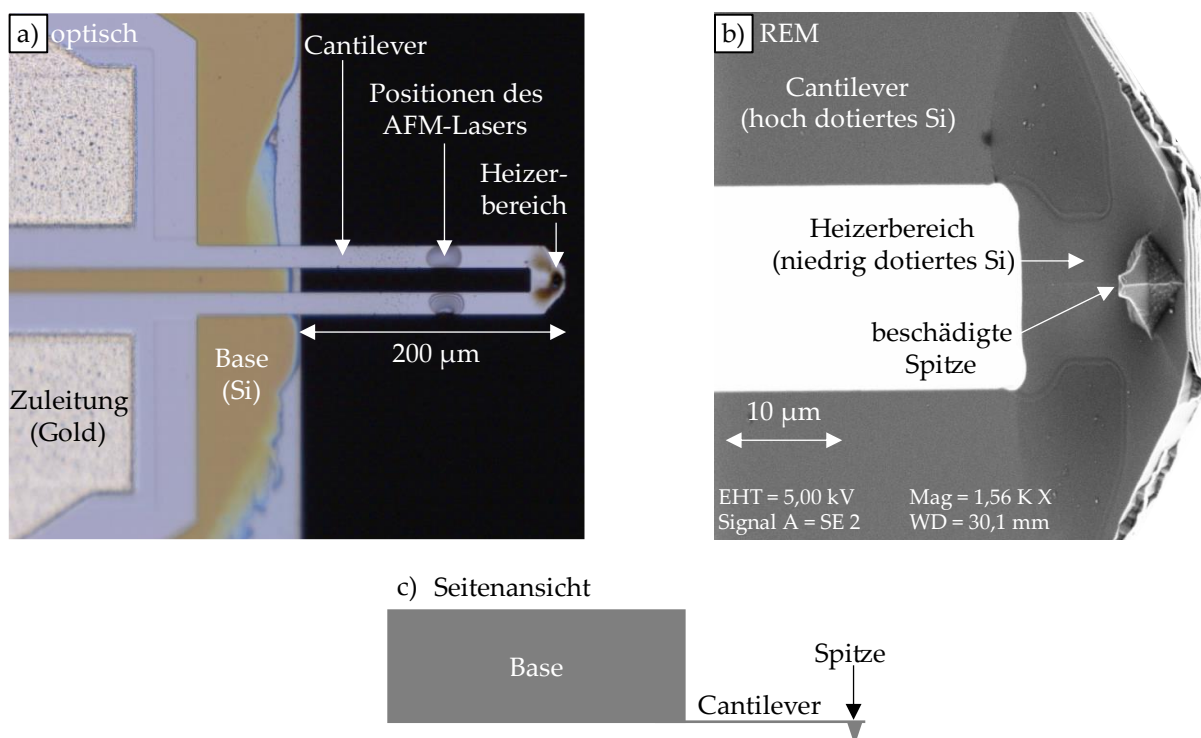 a) optisch
Cantilever
Positionen des
AFM-Lasers
Heizer-
bereich
200 µm
Base
(Si)
Zuleitung
(Gold)
b) REM
Cantilever
(hoch dotiertes Si)
Heizerbereich
(niedrig dotiertes Si)
beschädigte
Spitze
10 µm
EHT = 5,00 kV Mag = 1,56 K X
Signal A = SE 2 WD = 30,1 mm
c) Seitenansicht
Base
Spitze
Cantilever